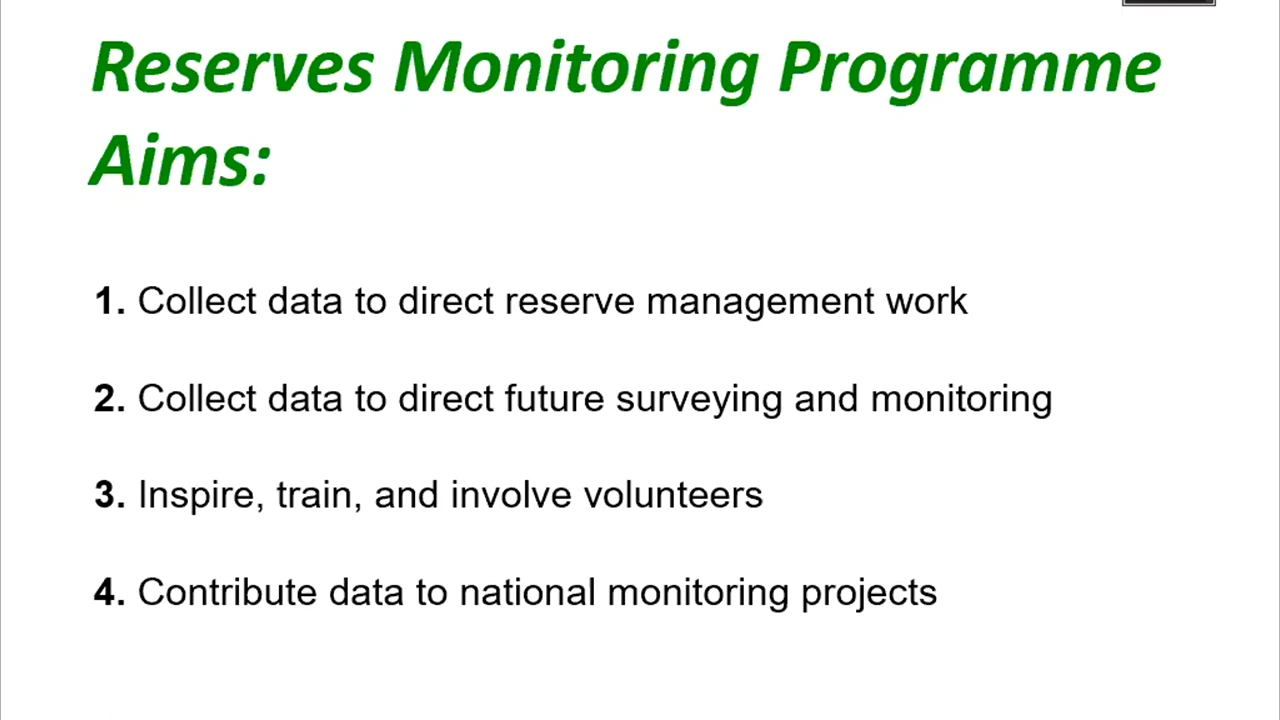 Reserves Monitoring Programme
Aims:
1. Collect data to direct reserve management work
2. Collect data to direct future surveying and monitoring
3. Inspire, train, and involve volunteers
4. Contribute data to national monitoring projects